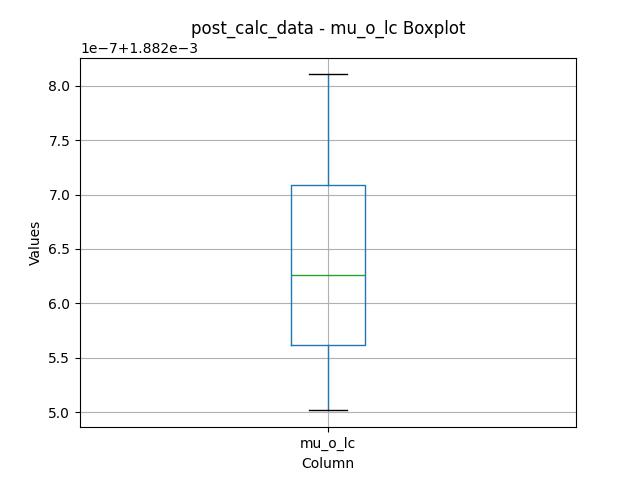 post_calc_data - mu_o_lc Boxplot
1e−7+1.882e−3
8.0
7.5
7.0
6.5
6.0
5.5
5.0
Values
mu_o_lc
Column